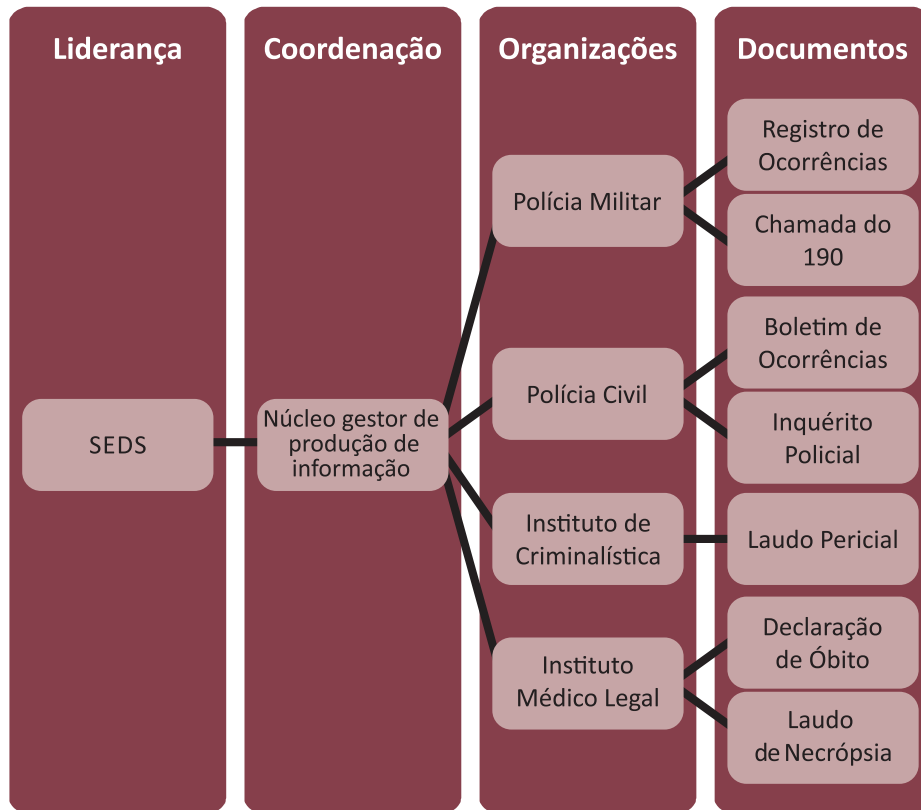 Liderança
Coordenação
Organizações
Documentos
SEDS
Núcleo gestor de
produção de
informação
Polícia Militar
Polícia Civil
Instituto de
Criminalística
Instituto
Médico Legal
Registro de
Ocorrências
Chamada do
190
Boletim de
Ocorrências
Inquérito
Policial
Laudo Pericial
Declaração
de Óbito
Laudo
de Necrópsia